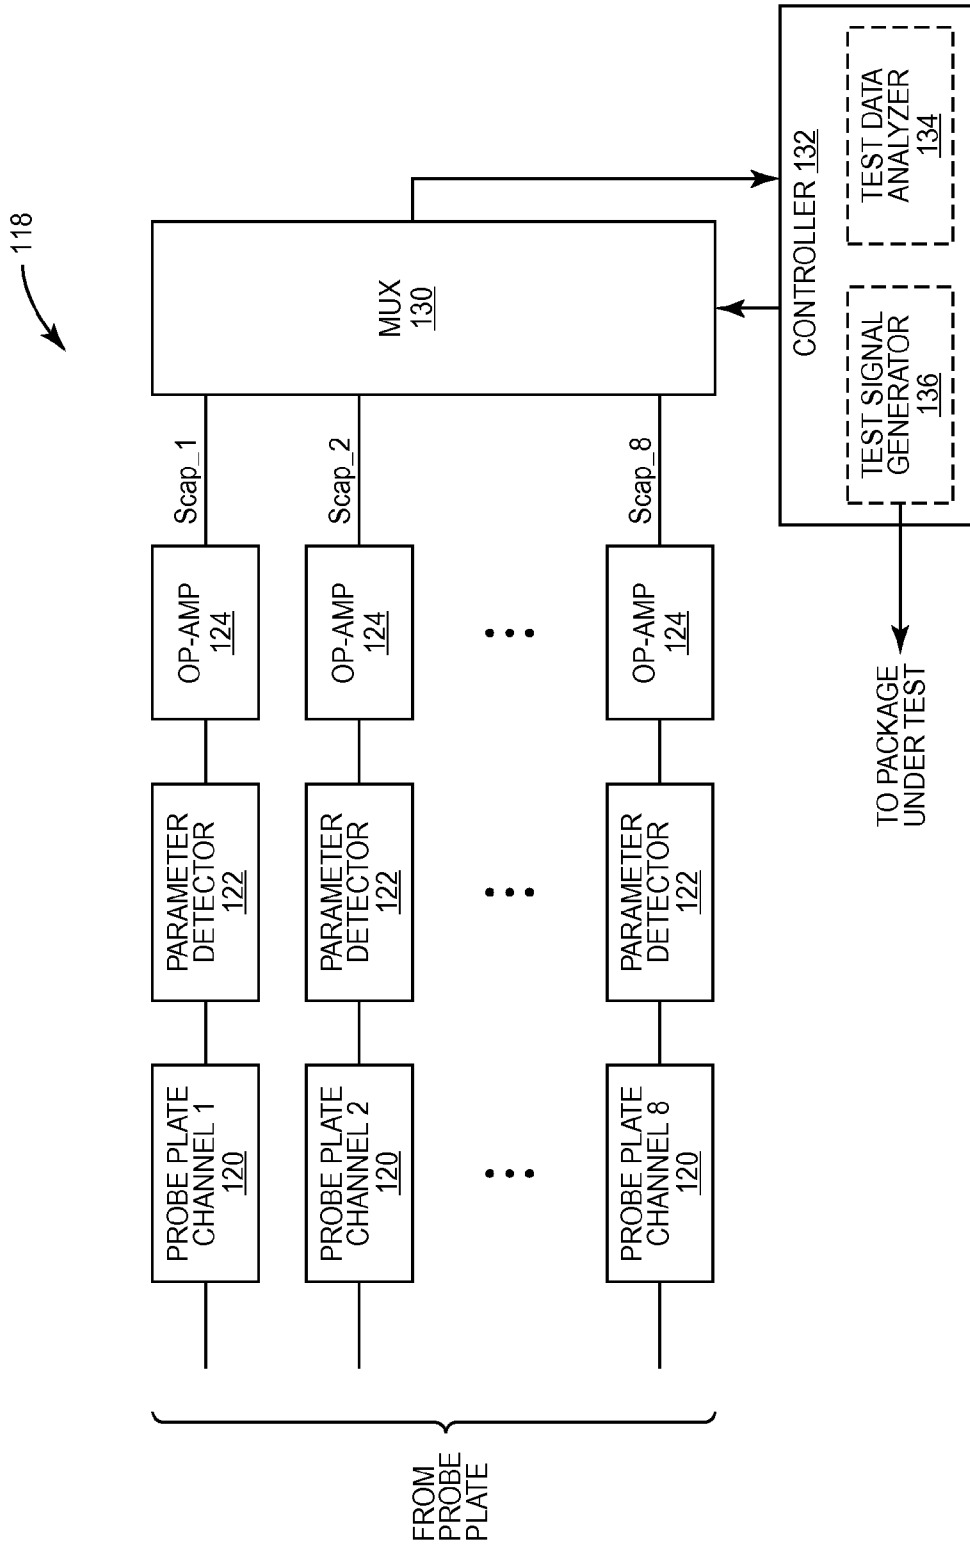 118
FROM
PROBE
PLATE
PROBE PLATE
CHANNEL 1
120
PARAMETER
DETECTOR
122
OP-AMP
124
Scap_1
PROBE PLATE
CHANNEL 2
120
PARAMETER
DETECTOR
122
OP-AMP
124
Scap_2
PROBE PLATE
CHANNEL 8
120
PARAMETER
DETECTOR
122
OP-AMP
124
Scap_8
MUX
130
CONTROLLER 132
TEST SIGNAL
GENERATOR
136
TEST DATA
ANALYZER
134
TO PACKAGE
UNDER TEST